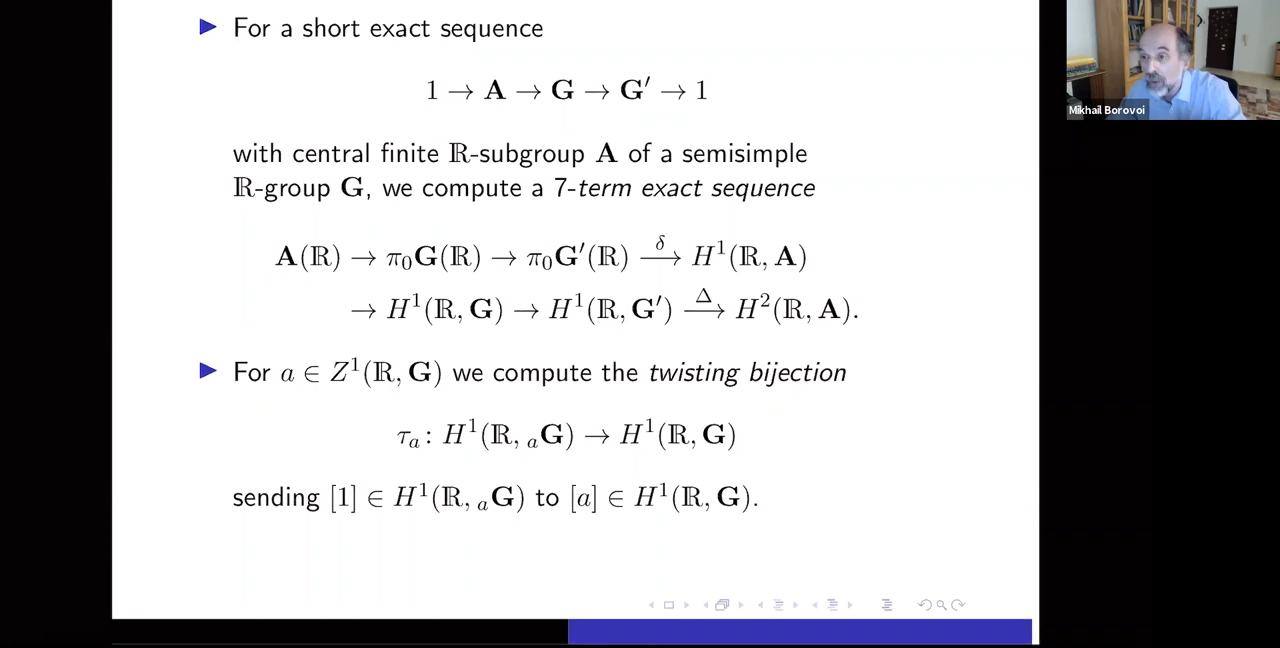 ▶ For a short exact sequence
1 → A → G → G′ → 1
with central finite ℝ-subgroup A of a semisimple
ℝ-group G, we compute a 7-term exact sequence
A(ℝ) → π₀G(ℝ) → π₀G′(ℝ) —δ→ H¹(ℝ, A)
→ H¹(ℝ, G) → H¹(ℝ, G′) —Δ→ H²(ℝ, A).
▶ For a ∈ Z¹(ℝ, G) we compute the twisting bijection
τₐ : H¹(ℝ, ₐG) → H¹(ℝ, G)
sending [1] ∈ H¹(ℝ, ₐG) to [a] ∈ H¹(ℝ, G).
Mikhail Borovoi